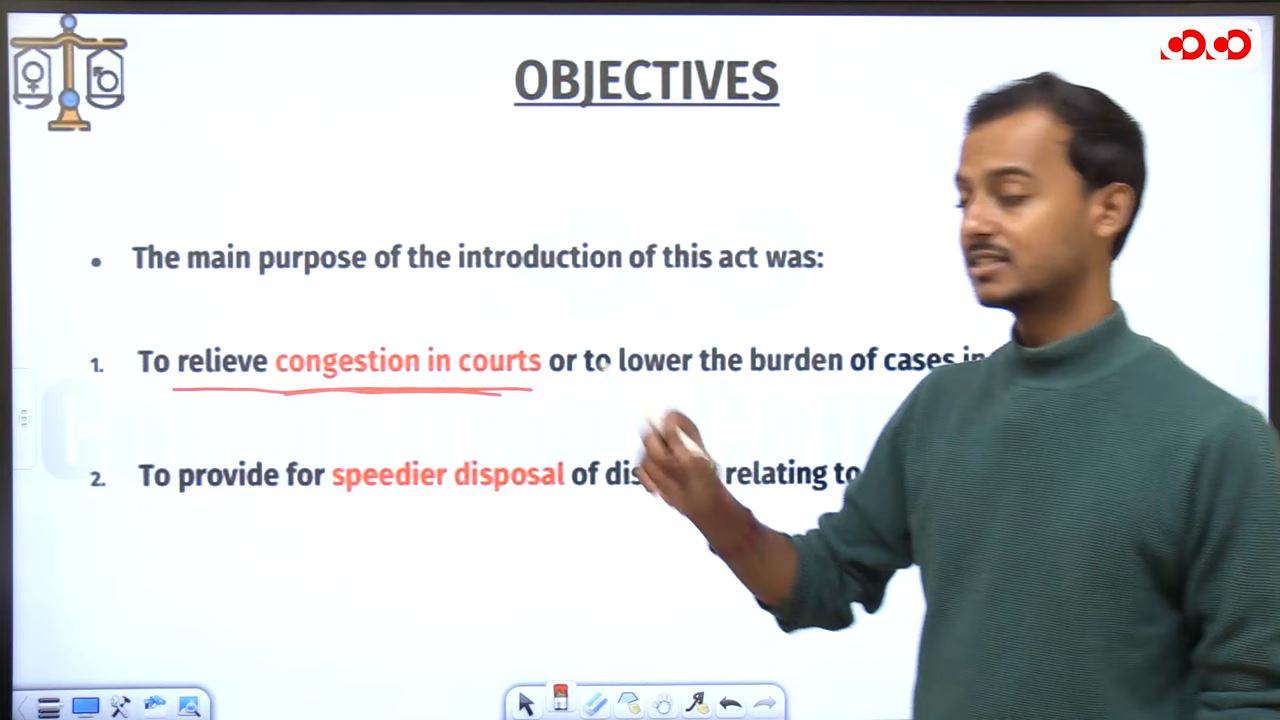 OBJECTIVES
• The main purpose of the introduction of this act was:
1. To relieve congestion in courts or to lower the burden of cases in
2. To provide for speedier disposal of relating to